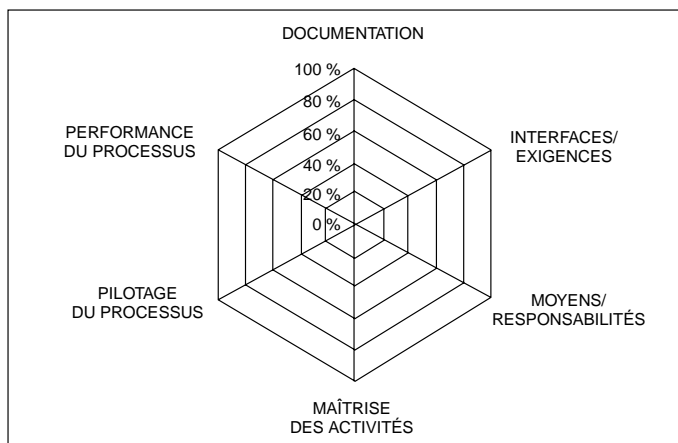 DOCUMENTATION
100 %
80 %
60 %
40 %
20 %
0 %
PERFORMANCE
DU PROCESSUS
INTERFACES/
EXIGENCES
PILOTAGE
DU PROCESSUS
MOYENS/
RESPONSABILITÉS
MAÎTRISE
DES ACTIVITÉS